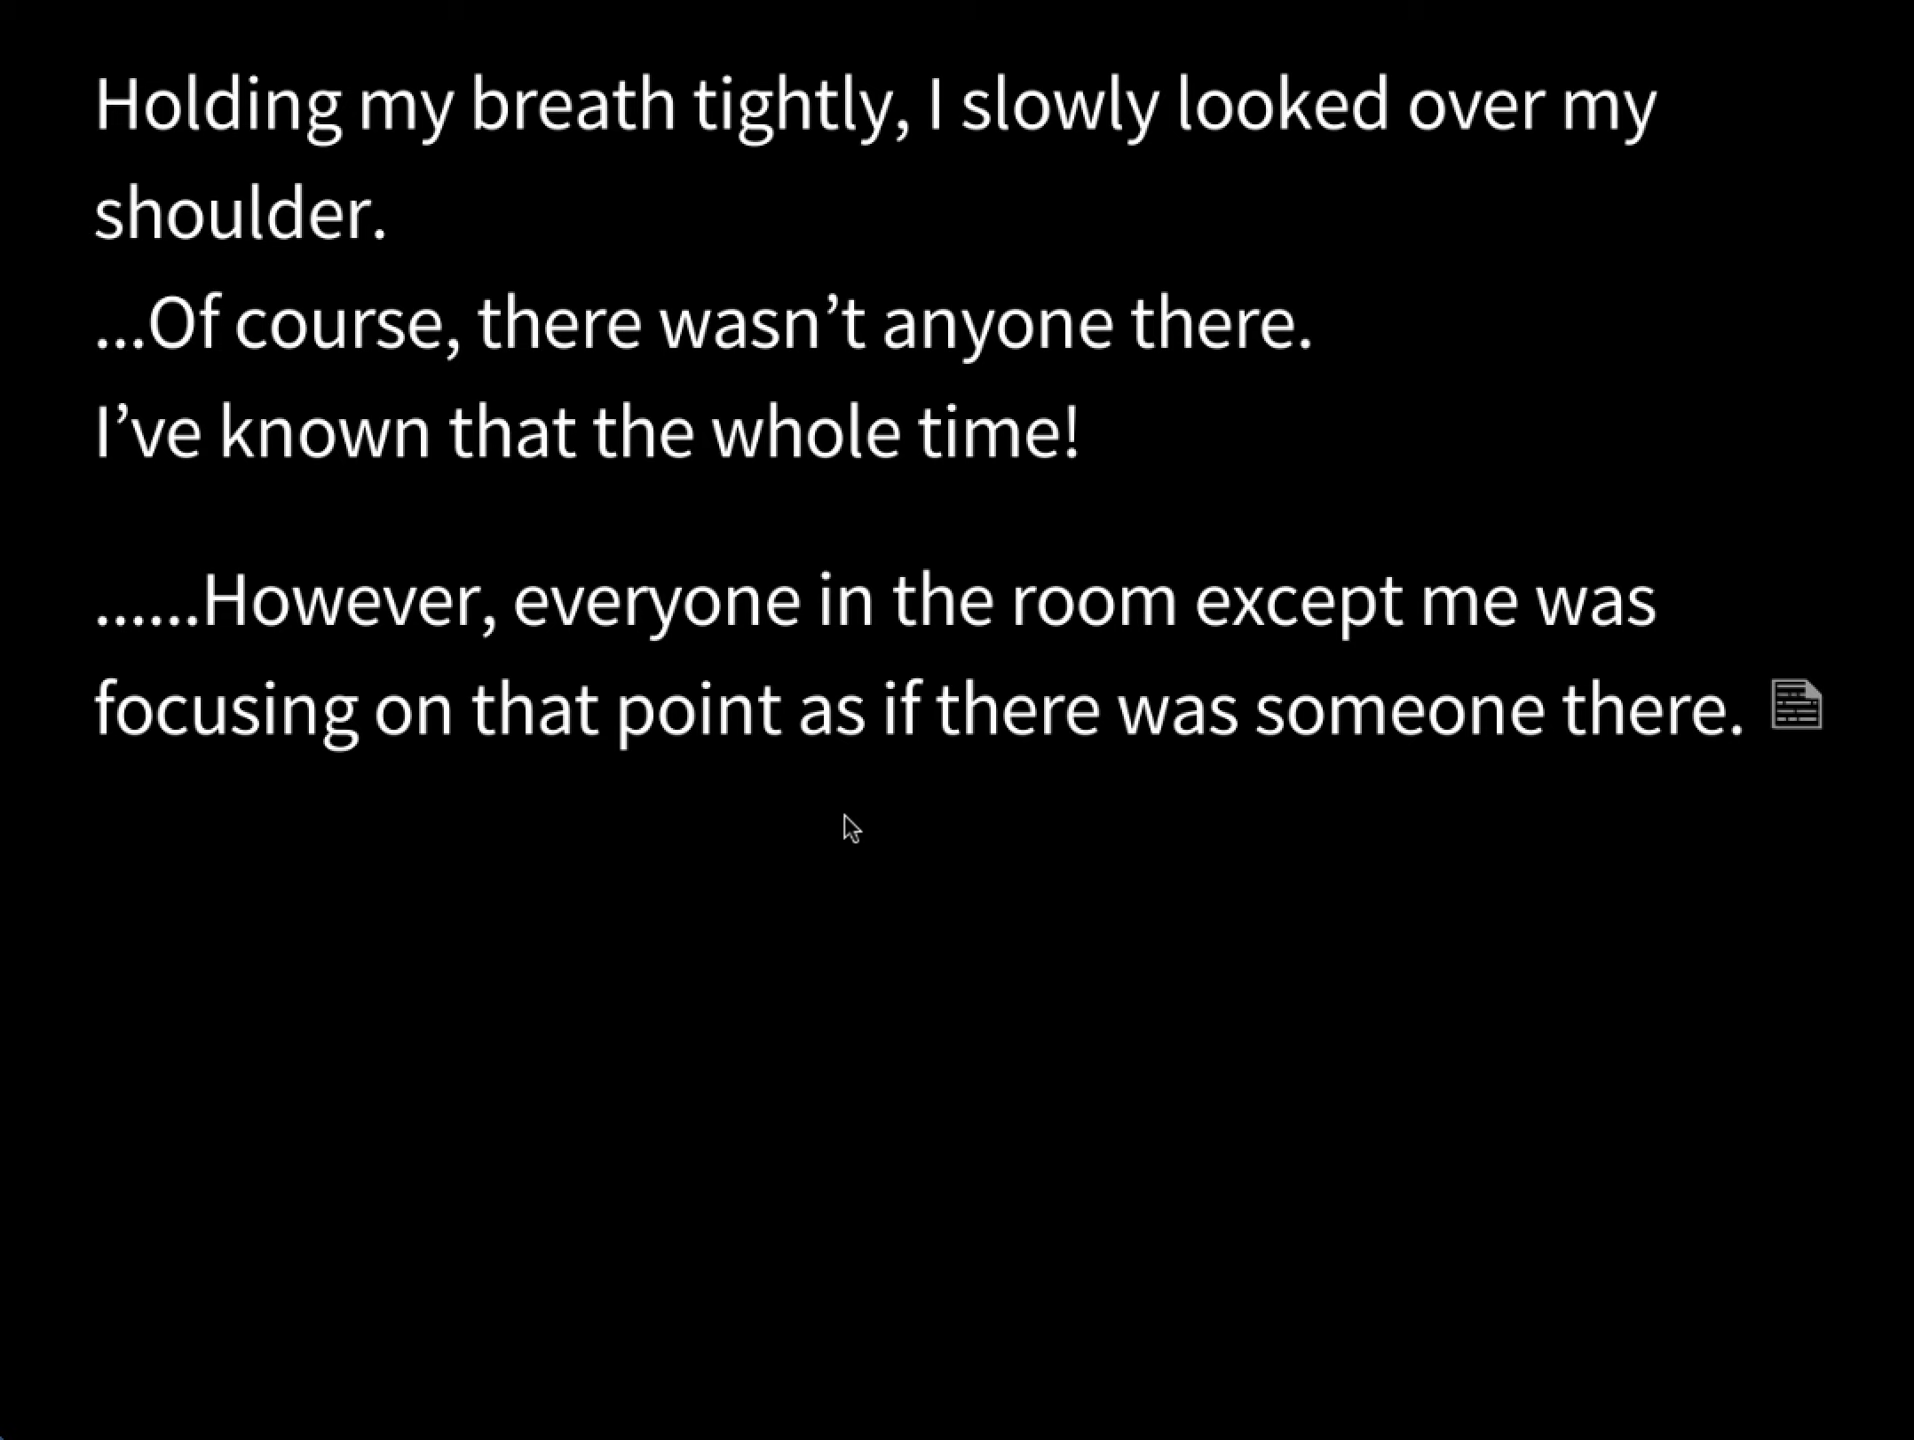 Holding my breath tightly, I slowly looked over my
shoulder.
...Of course, there wasn’t anyone there.
I’ve known that the whole time!
......However, everyone in the room except me was
focusing on that point as if there was someone there.